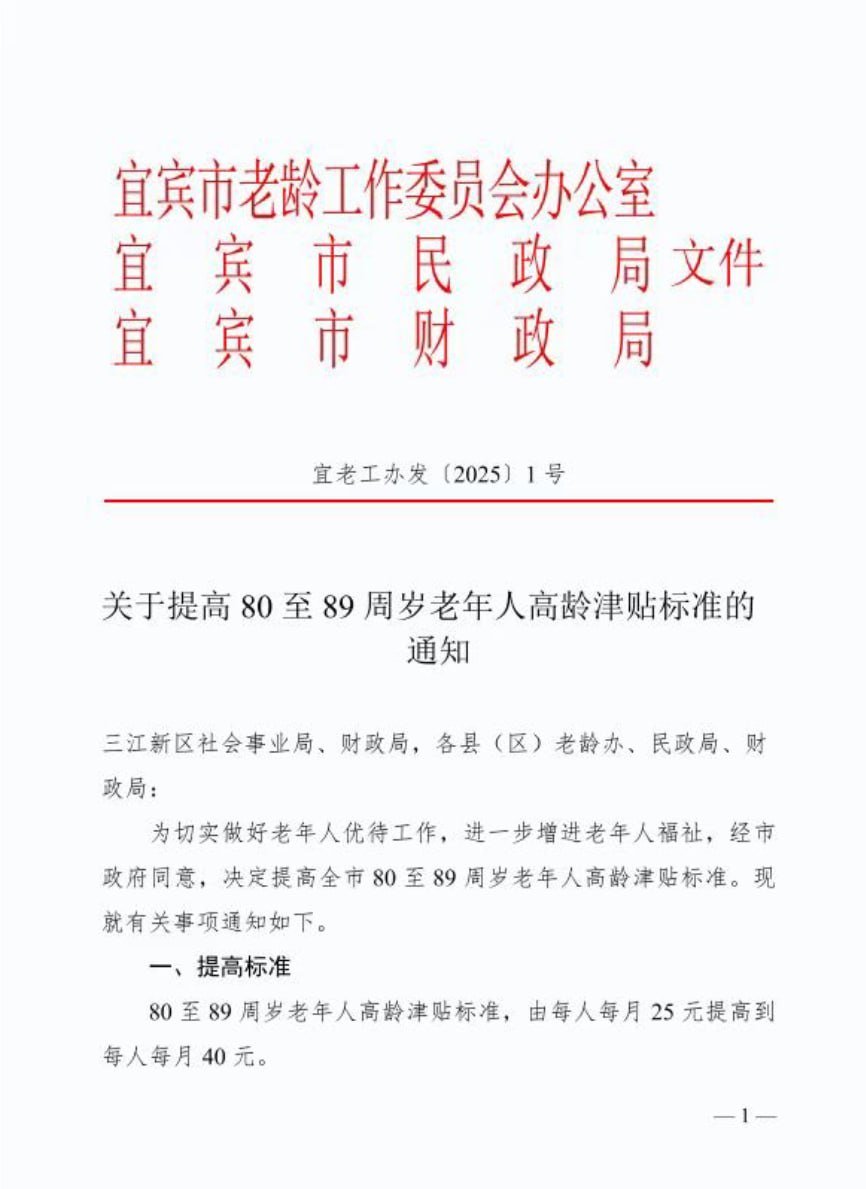 宜宾市老龄工作委员会办公室
宜宾市民政局文件
宜宾市财政局
宜老工办发〔2025〕1号
关于提高80至89周岁老年人高龄津贴标准的
通知
三江新区社会事业局、财政局，各县（区）老龄办、民政局、财
政局：
为切实做好老年人优待工作，进一步增进老年人福祉，经市
政府同意，决定提高全市80至89周岁老年人高龄津贴标准。现
就有关事项通知如下。
一、提高标准
80至89周岁老年人高龄津贴标准，由每人每月25元提高到
每人每月40元。
— 1 —